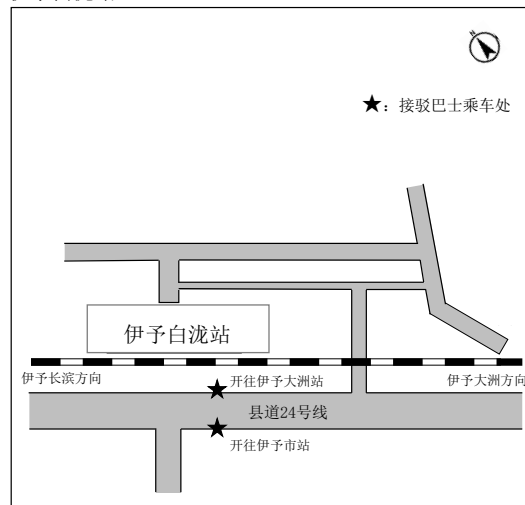 N
★：接驳巴士乘车处
伊予白泷站
伊予长滨方向
开往伊予大洲站
伊予大洲方向
县道24号线
开往伊予市站